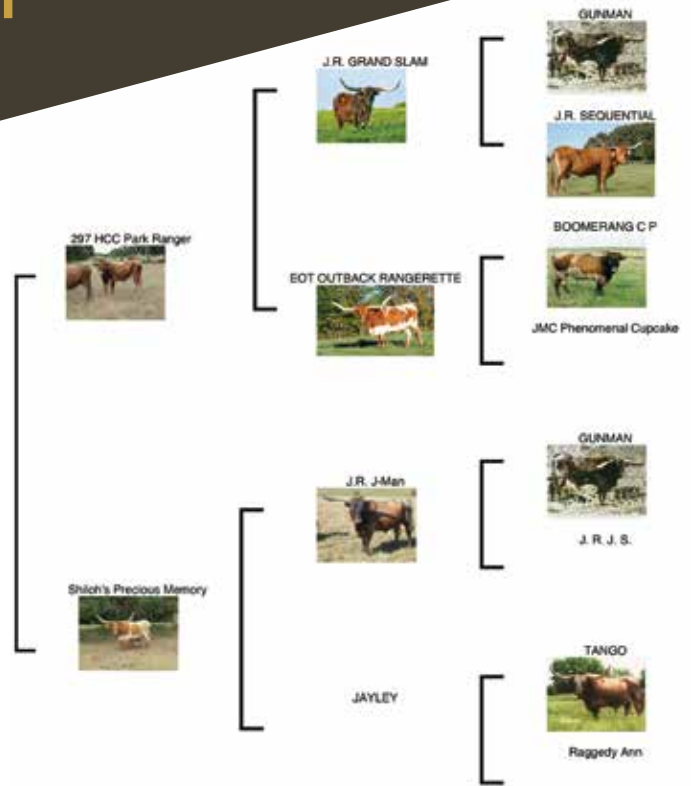 GUNMAN
J.R. GRAND SLAM
J.R. SEQUENTIAL
297 HCC Park Ranger
BOOMERANG C P
EOT OUTBACK RANGERETTE
JMC Phenomenal Cupcake
GUNMAN
J.R. J-Man
J. R. J. S.
Shiloh's Precious Memory
TANGO
JAYLEY
Raggedy Ann